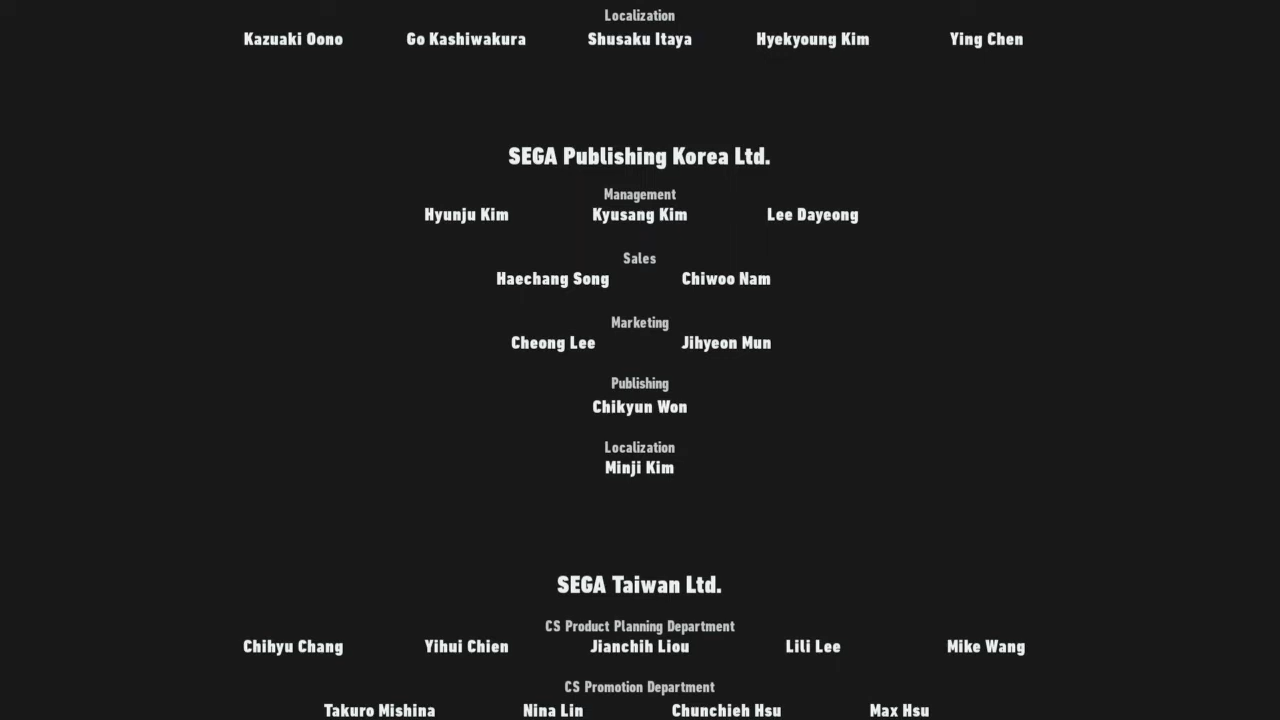 Localization
Kazuaki Oono Go Kashiwakura Shusaku Itaya Hyekyoung Kim Ying Chen
SEGA Publishing Korea Ltd.
Management
Hyunju Kim Kyusang Kim Lee Dayeong
Sales
Haechang Song Chiwoo Nam
Marketing
Cheong Lee Jihyeon Mun
Publishing
Chikyun Won
Localization
Minji Kim
SEGA Taiwan Ltd.
CS Product Planning Department
Chihyu Chang Yihui Chien Jianchih Liou Lili Lee Mike Wang
CS Promotion Department
Takuro Mishina Nina Lin Chunchieh Hsu Max Hsu